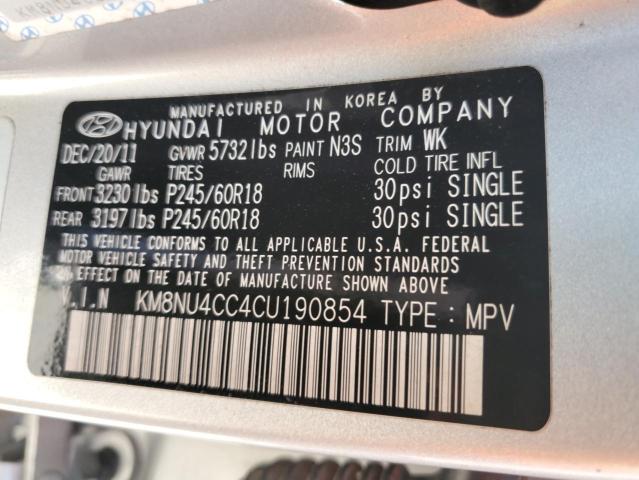 MANUFACTURED IN KOREA BY
HYUNDAI MOTOR COMPANY
DEC/20/11 GVWR 5732lbs PAINT N3S TRIM WK
GAWR TIRES RIMS COLD TIRE INFL
FRONT 3230lbs P245/60R18 30psi SINGLE
REAR 3197lbs P245/60R18 30psi SINGLE
THIS VEHICLE CONFORMS TO ALL APPLICABLE U.S.A. FEDERAL
MOTOR VEHICLE SAFETY AND THEFT PREVENTION STANDARDS
IN EFFECT ON THE DATE OF MANUFACTURE SHOWN ABOVE
V.I.N KM8NU4CC4CU190854 TYPE : MPV